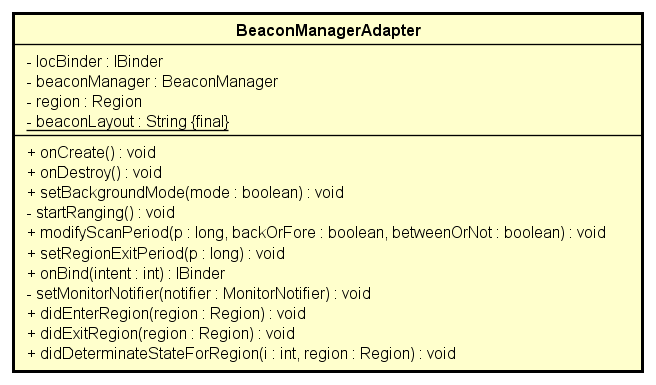 BeaconManagerAdapter
- locBinder : IBinder
- beaconManager : BeaconManager
- region : Region
- beaconLayout : String {final}
+ onCreate() : void
+ onDestroy() : void
+ setBackgroundMode(mode : boolean) : void
- startRanging() : void
+ modifyScanPeriod(p : long, backOrFore : boolean, betweenOrNot : boolean) : void
+ setRegionExitPeriod(p : long) : void
+ onBind(intent : int) : IBinder
- setMonitorNotifier(notifier : MonitorNotifier) : void
+ didEnterRegion(region : Region) : void
+ didExitRegion(region : Region) : void
+ didDeterminateStateForRegion(i : int, region : Region) : void